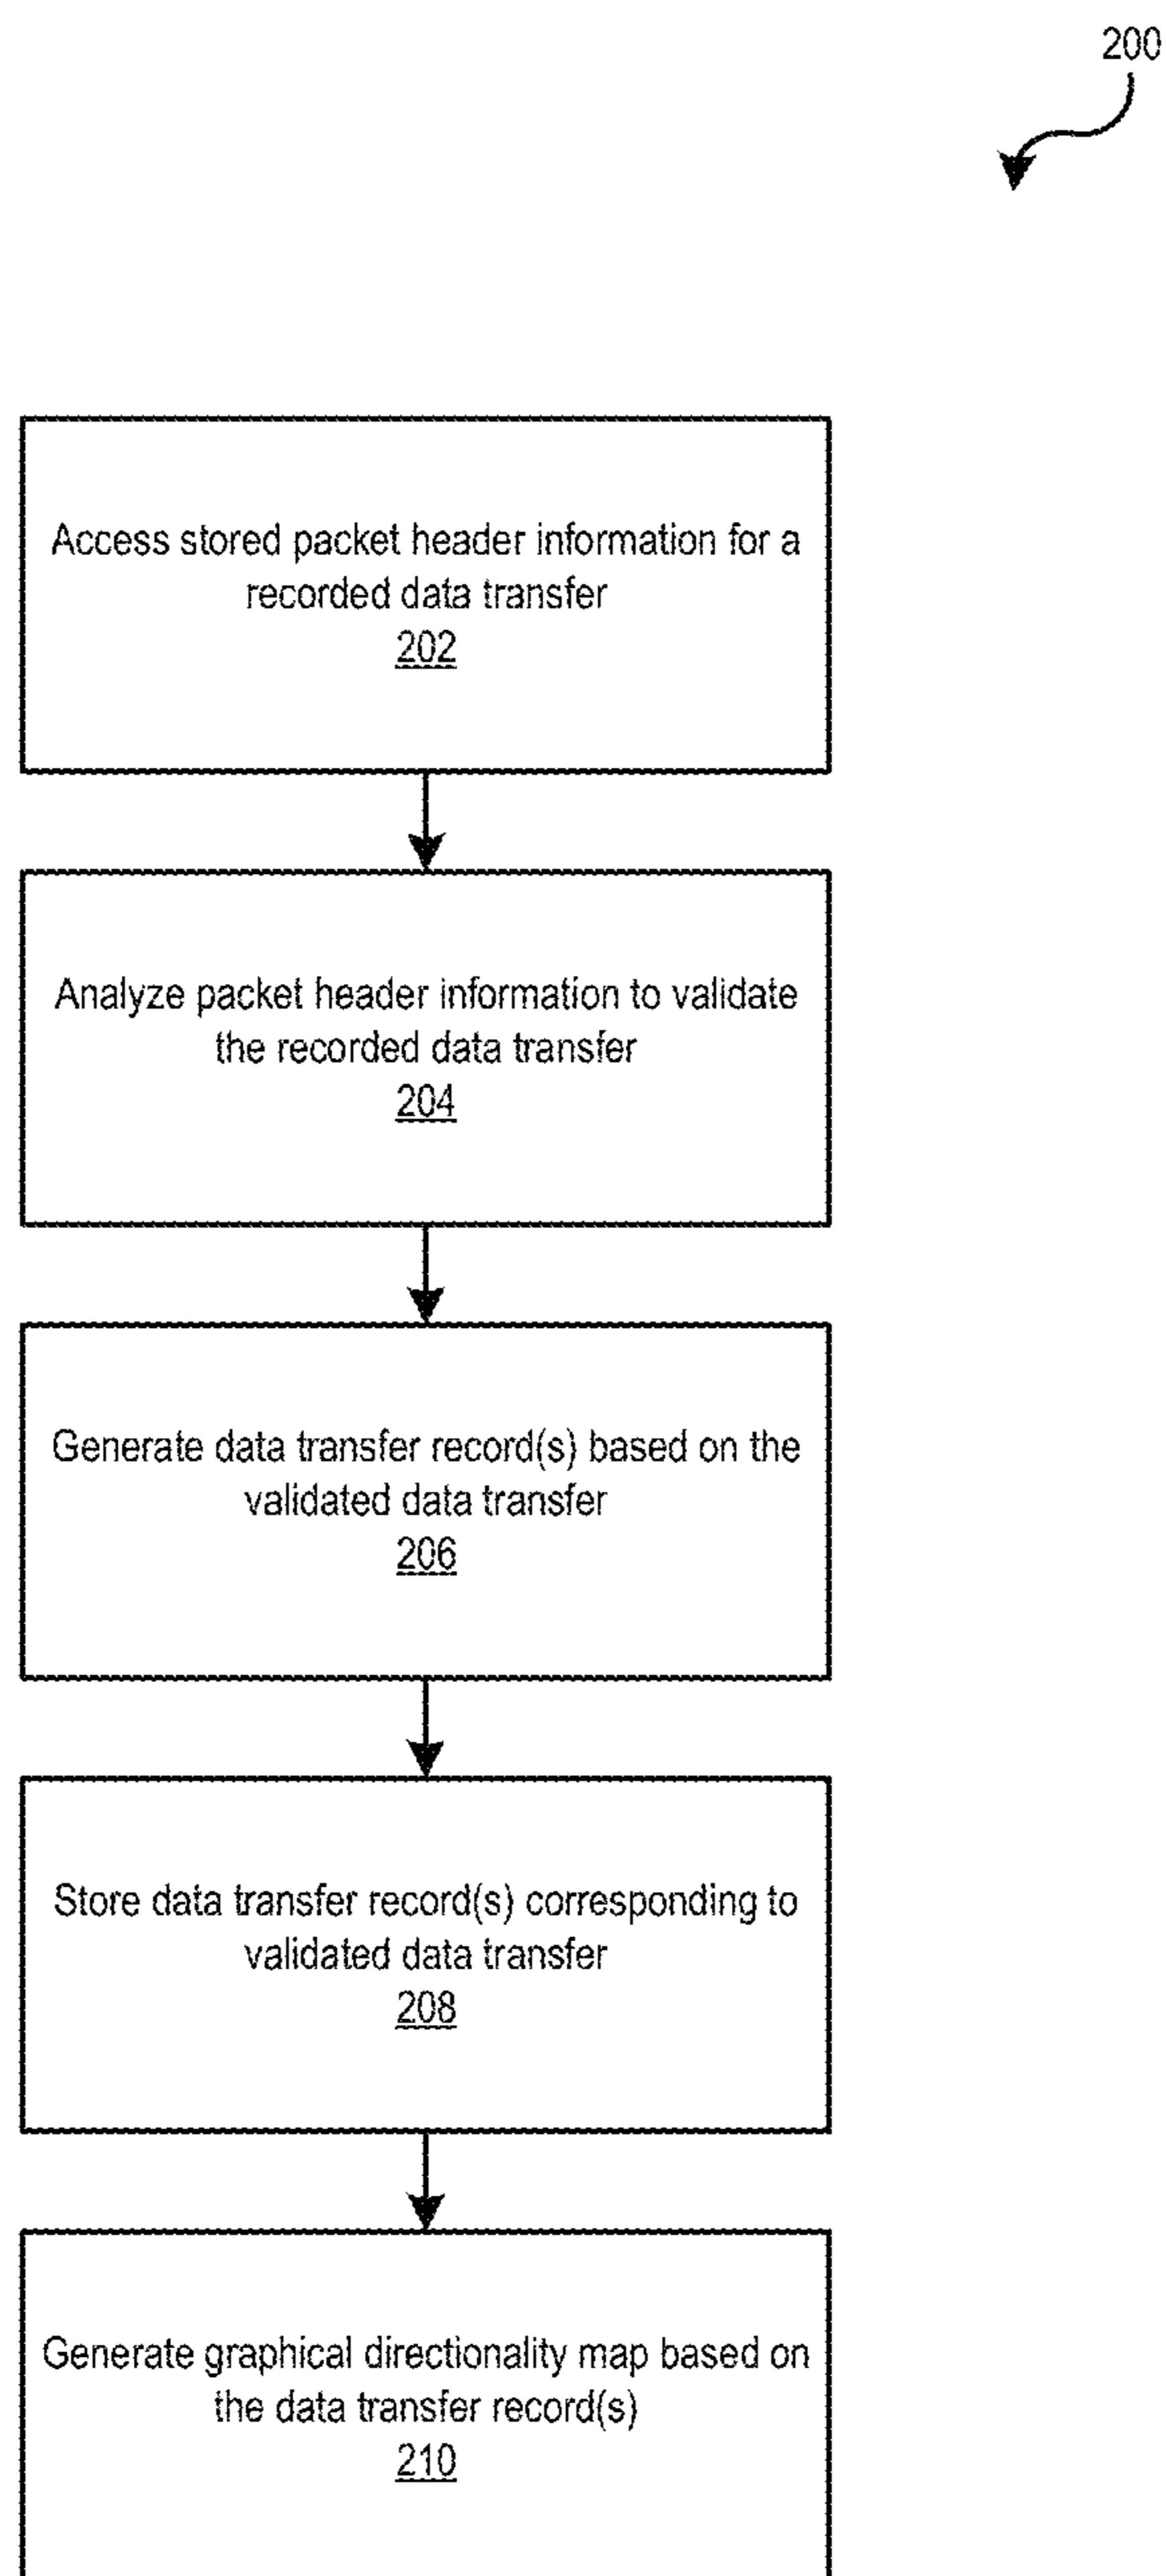 200
Access stored packet header information for a
recorded data transfer
202
Analyze packet header information to validate
the recorded data transfer
204
Generate data transfer record(s) based on the
validated data transfer
206
Store data transfer record(s) corresponding to
validated data transfer
208
Generate graphical directionality map based on
the data transfer record(s)
210